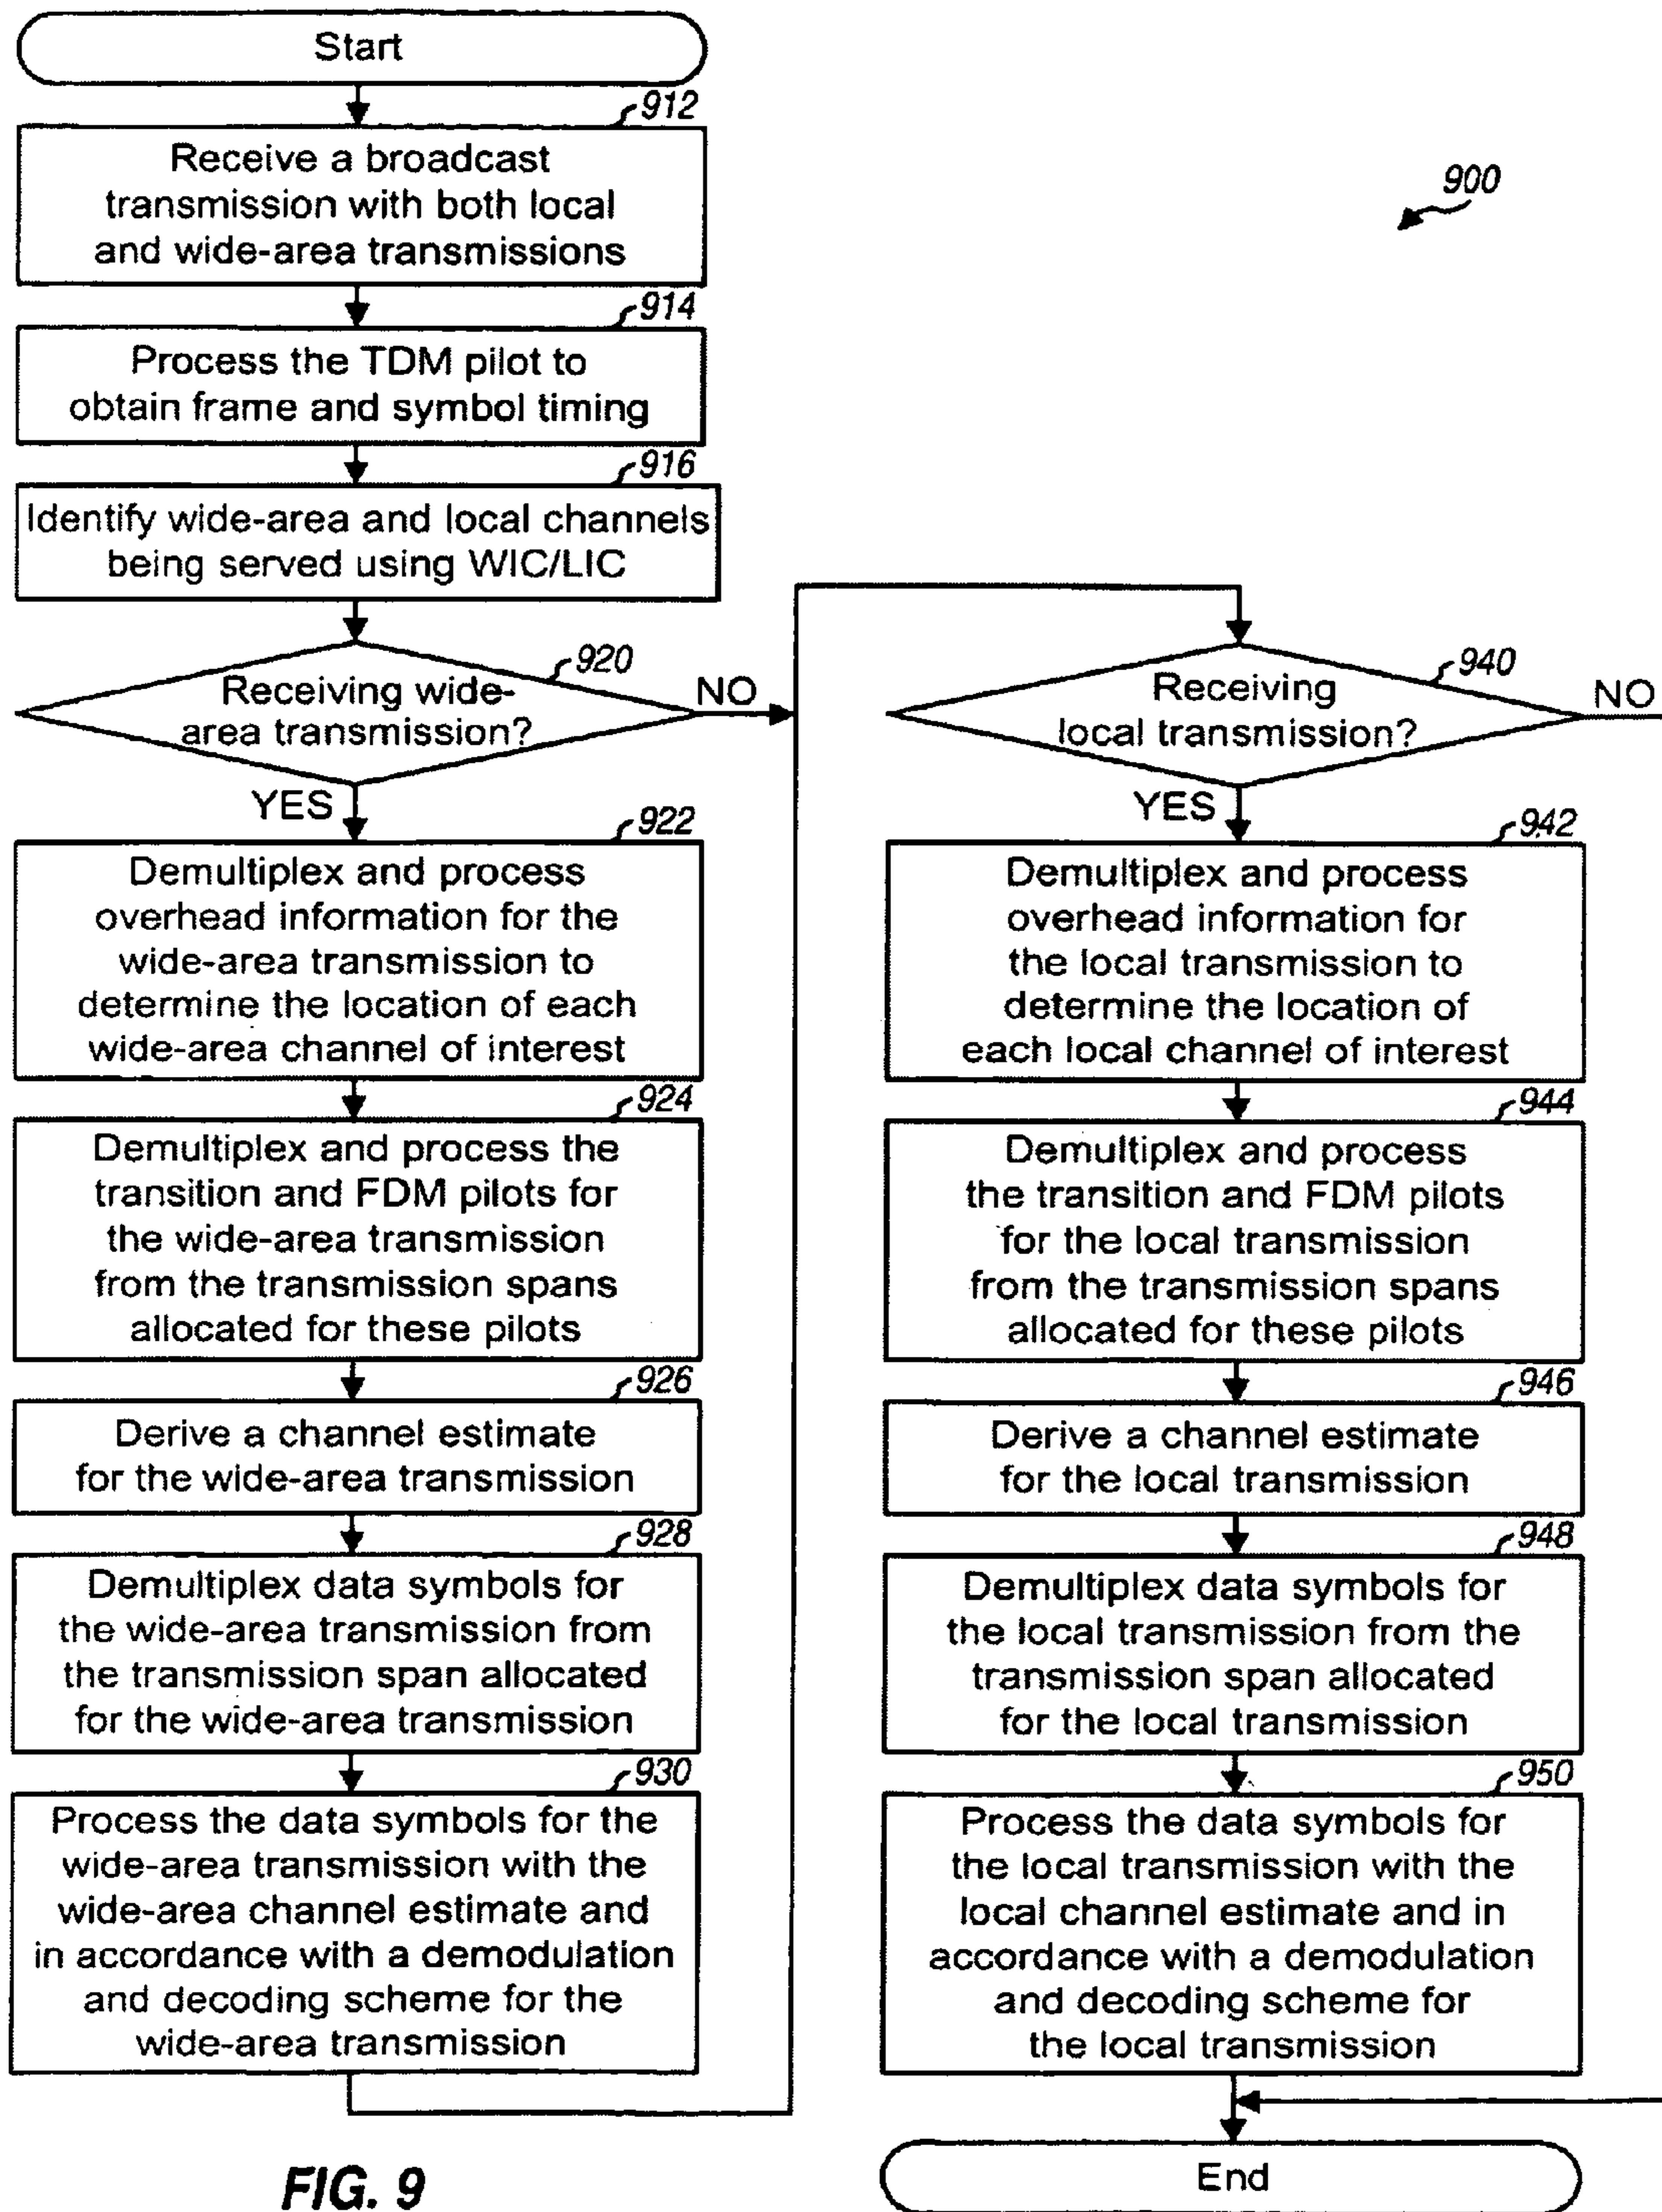 Start
912
Receive a broadcast
transmission with both local
and wide-area transmissions
914
Process the TDM pilot to
obtain frame and symbol timing
916
Identify wide-area and local channels
being served using WIC/LIC
920
Receiving wide-
area transmission?
NO
YES
922
Demultiplex and process
overhead information for the
wide-area transmission to
determine the location of each
wide-area channel of interest
924
Demultiplex and process the
transition and FDM pilots for
the wide-area transmission
from the transmission spans
allocated for these pilots
926
Derive a channel estimate
for the wide-area transmission
928
Demultiplex data symbols for
the wide-area transmission from
the transmission span allocated
for the wide-area transmission
930
Process the data symbols for the
wide-area transmission with the
wide-area channel estimate and
in accordance with a demodulation
and decoding scheme for the
wide-area transmission
900
940
Receiving
local transmission?
NO
YES
942
Demultiplex and process
overhead information for
the local transmission to
determine the location of
each local channel of interest
944
Demultiplex and process
the transition and FDM pilots
for the local transmission
from the transmission spans
allocated for these pilots
946
Derive a channel estimate
for the local transmission
948
Demultiplex data symbols for
the local transmission from the
transmission span allocated
for the local transmission
950
Process the data symbols for
the local transmission with the
local channel estimate and in
accordance with a demodulation
and decoding scheme for
the local transmission
End
FIG. 9